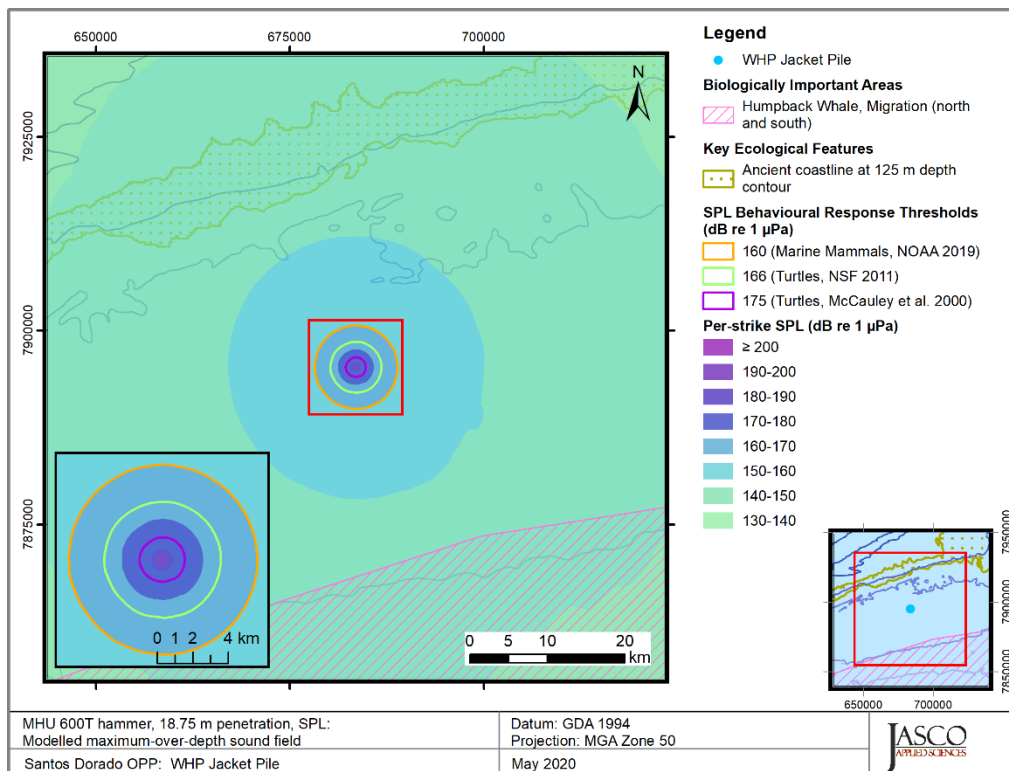 650000
675000
700000
7925000
7900000
7875000
N
0 1 2 4 km
0 5 10 20
km
Legend
WHP Jacket Pile
Biologically Important Areas
Humpback Whale, Migration (north
and south)
Key Ecological Features
Ancient coastline at 125 m depth
contour
SPL Behavioural Response Thresholds
(dB re 1 µPa)
160 (Marine Mammals, NOAA 2019)
166 (Turtles, NSF 2011)
175 (Turtles, McCauley et al. 2000)
Per-strike SPL (dB re 1 µPa)
≥ 200
190-200
180-190
170-180
160-170
150-160
140-150
130-140
7950000
7900000
7850000
650000
700000
MHU 600T hammer, 18.75 m penetration, SPL:
Modelled maximum-over-depth sound field
Santos Dorado OPP: WHP Jacket Pile
Datum: GDA 1994
Projection: MGA Zone 50
May 2020
JASCO
APPLIED SCIENCES